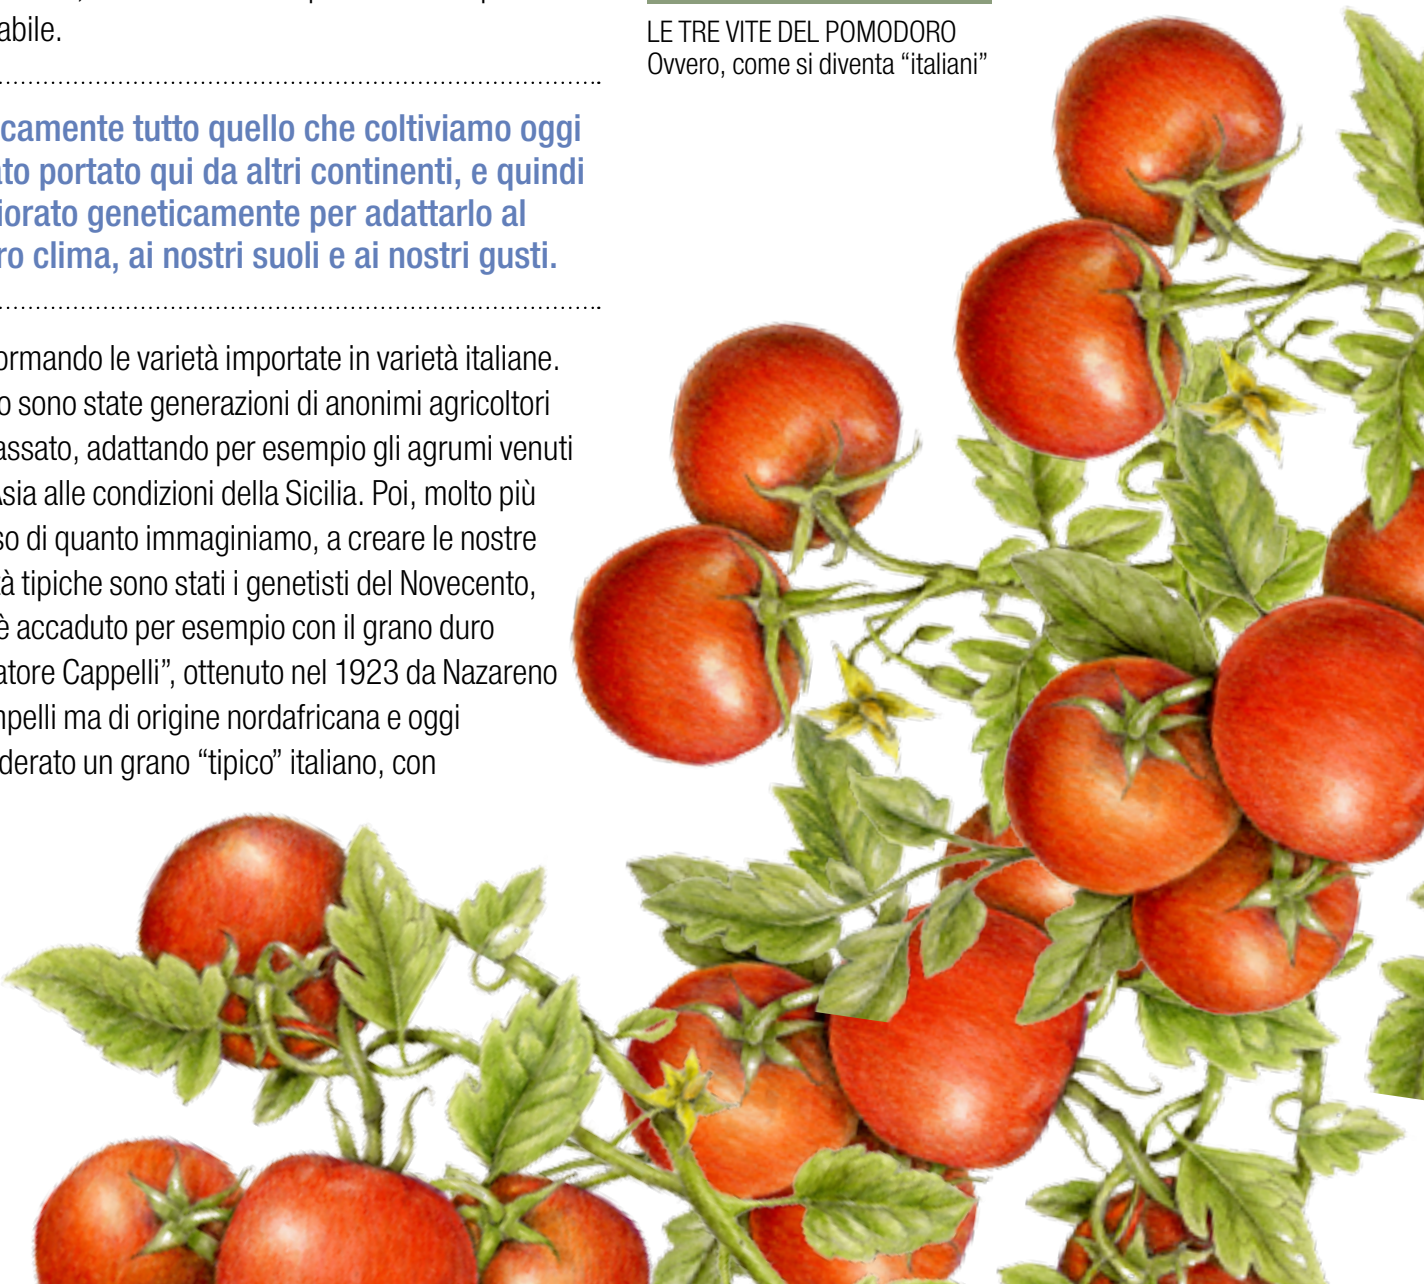 abile.
camente tutto quello che coltiviamo oggi
ato portato qui da altri continenti, e quindi
iorato geneticamente per adattarlo al
ro clima, ai nostri suoli e ai nostri gusti.
ormando le varietà importate in varietà italiane.
o sono state generazioni di anonimi agricoltori
assato, adattando per esempio gli agrumi venuti
Asia alle condizioni della Sicilia. Poi, molto più
so di quanto immaginiamo, a creare le nostre
tà tipiche sono stati i genetisti del Novecento,
è accaduto per esempio con il grano duro
atore Cappelli”, ottenuto nel 1923 da Nazareno
mpelli ma di origine nordafricana e oggi
derato un grano “tipico” italiano, con
LE TRE VITE DEL POMODORO
Ovvero, come si diventa “italiani”